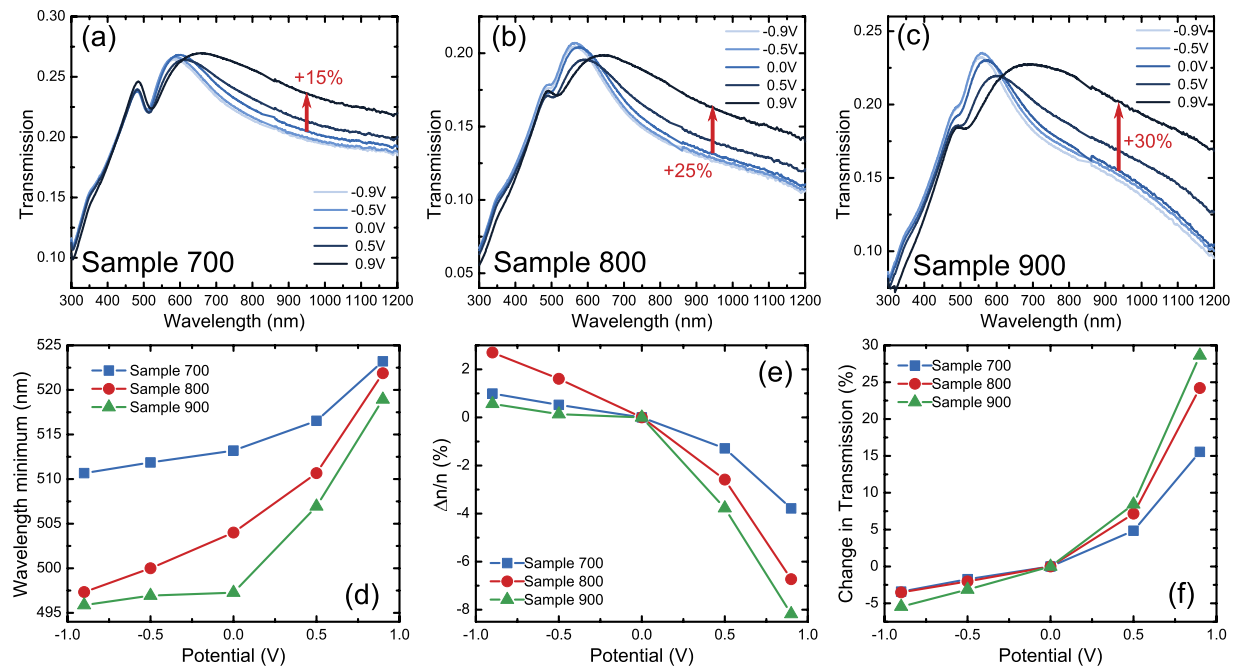 (a)
-0.9V
-0.5V
0.0V
0.5V
0.9V
+15%
Sample 700
Transmission
0.30
0.25
0.20
0.15
0.10
300 400 500 600 700 800 900 1000 1100 1200
Wavelength (nm)
(b)
-0.9V
-0.5V
0.0V
0.5V
0.9V
+25%
Sample 800
Transmission
0.20
0.15
0.10
0.05
300 400 500 600 700 800 900 1000 1100 1200
Wavelength (nm)
(c)
-0.9V
-0.5V
0.0V
0.5V
0.9V
+30%
Sample 900
Transmission
0.25
0.20
0.15
0.10
300 400 500 600 700 800 900 1000 1100 1200
Wavelength (nm)
Wavelength minimum (nm)
525
520
515
510
505
500
495
Sample 700
Sample 800
Sample 900
(d)
-1.0 -0.5 0.0 0.5 1.0
Potential (V)
Δn/n (%)
2
0
-2
-4
-6
-8
(e)
Sample 700
Sample 800
Sample 900
-1.0 -0.5 0.0 0.5 1.0
Potential (V)
Change in Transmission (%)
30
25
20
15
10
5
0
-5
Sample 700
Sample 800
Sample 900
(f)
-1.0 -0.5 0.0 0.5 1.0
Potential (V)